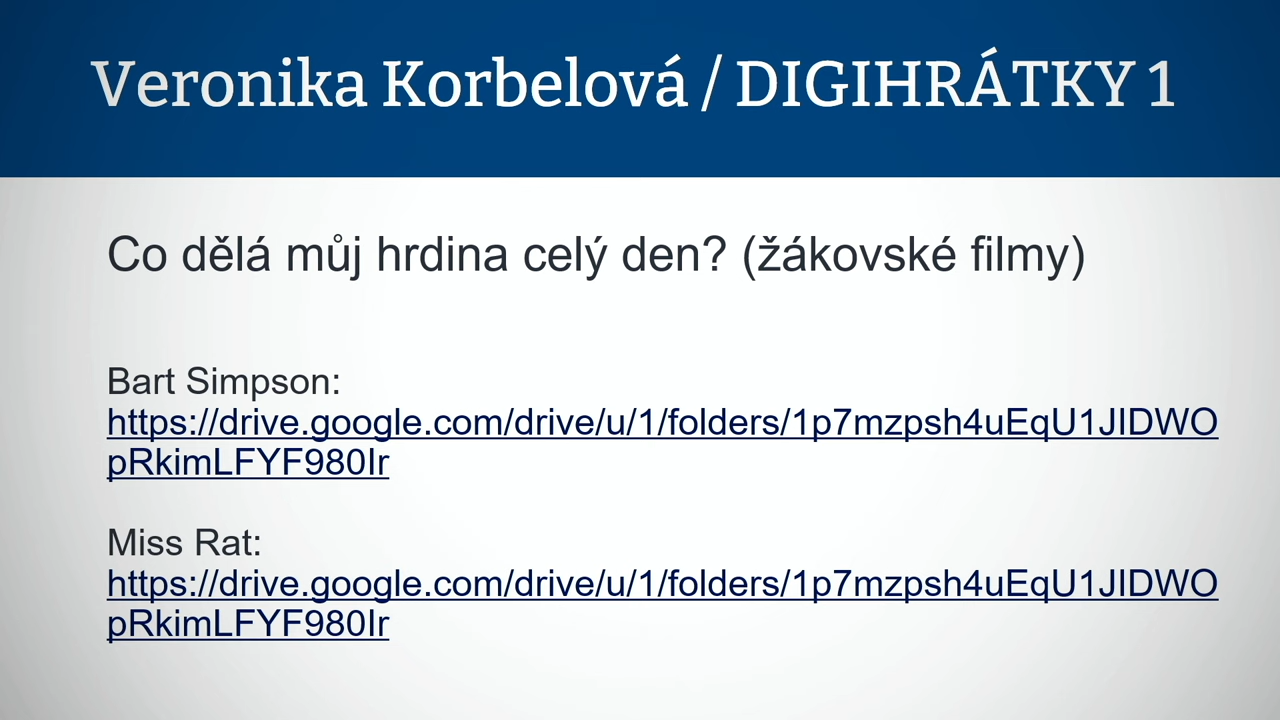 Veronika Korbelová / DIGIHRÁTKY 1
Co dělá můj hrdina celý den? (žákovské filmy)
Bart Simpson:
https://drive.google.com/drive/u/1/folders/1p7mzpsh4uEqU1JIDWO
pRkimLFYF980Ir
Miss Rat:
https://drive.google.com/drive/u/1/folders/1p7mzpsh4uEqU1JIDWO
pRkimLFYF980Ir